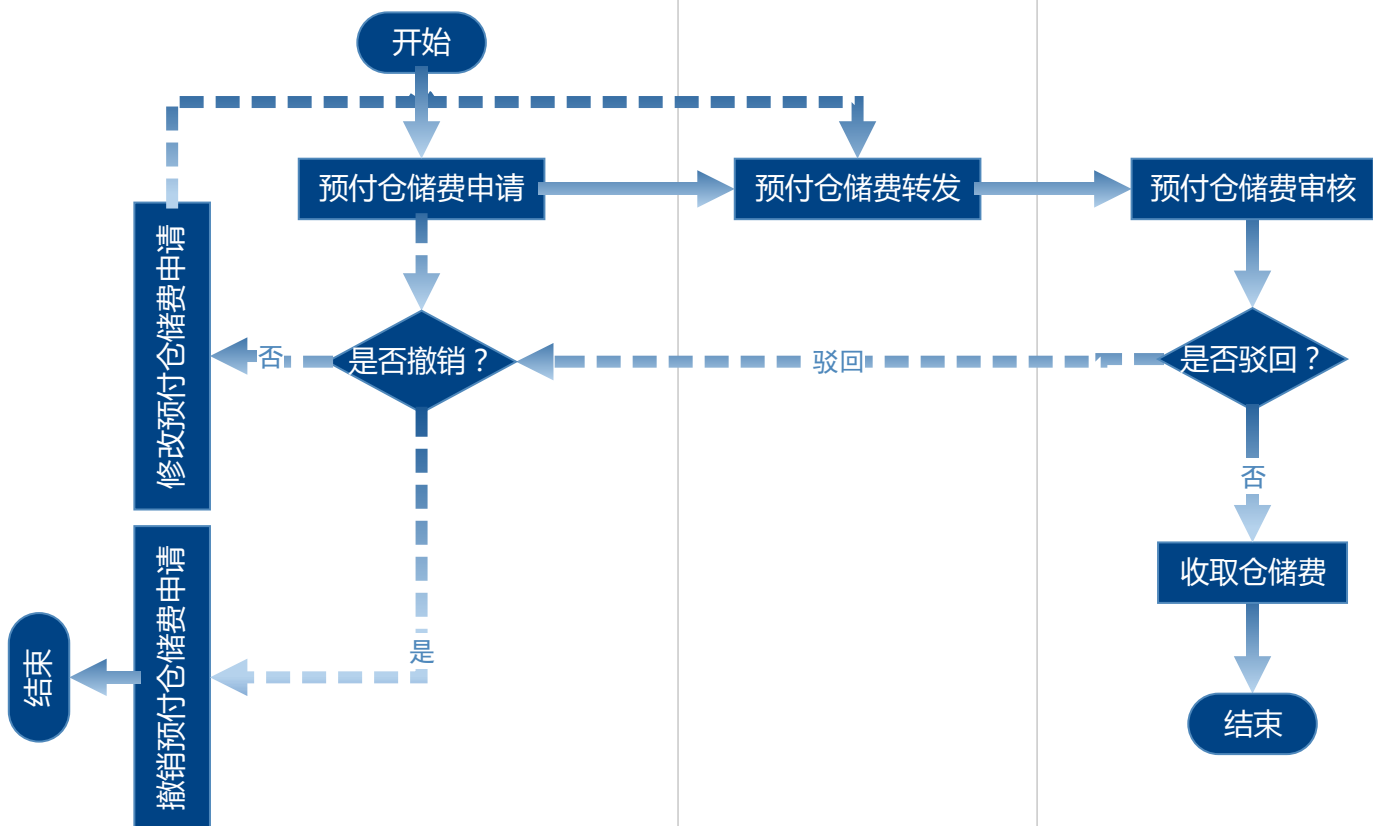 开始
预付仓储费申请
预付仓储费转发
预付仓储费审核
修改预付仓储费申请
否
是否撤销？
驳回
是否驳回？
否
收取仓储费
是
撤销预付仓储费申请
结束
结束